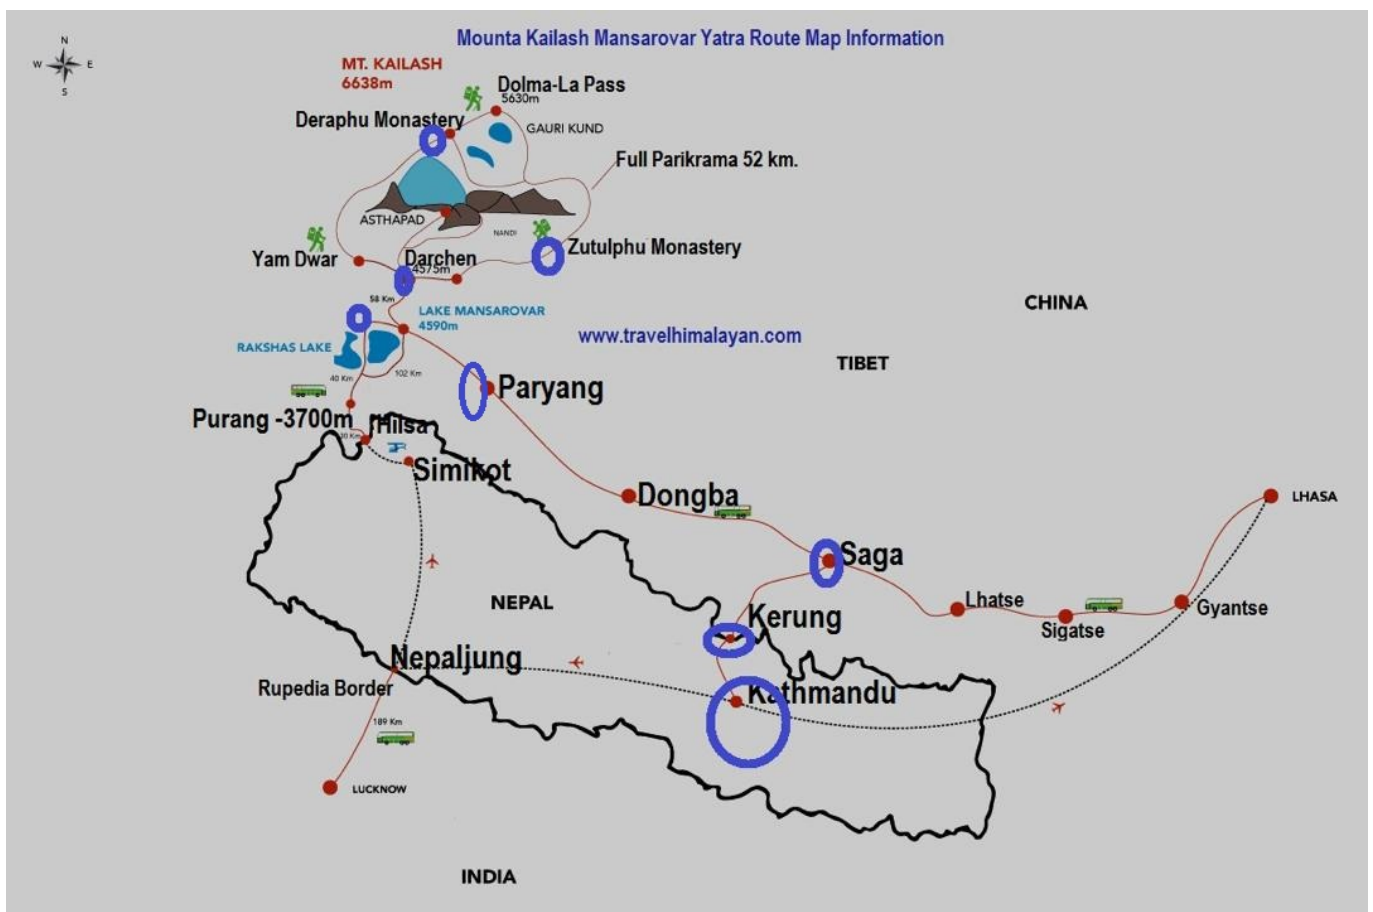 Mounta Kailash Mansarovar Yatra Route Map Information
N
W
E
S
MT. KAILASH
6638m
Dolma-La Pass
5630m
Deraphu Monastery
GAURI KUND
Full Parikrama 52 km.
ASTHAPAD
NANDI
Zutulphu Monastery
Yam Dwar
Darchen
4575m
58 Km
LAKE MANSAROVAR
4590m
CHINA
www.travelhimalayan.com
RAKSHAS LAKE
TIBET
40 Km
102 Km
Paryang
Purang -3700m
Hilsa
30 Km
Simikot
Dongba
LHASA
Saga
NEPAL
Lhatse
Gyantse
Kerung
Sigatse
Nepaljung
Rupedia Border
Kathmandu
189 Km
LUCKNOW
INDIA